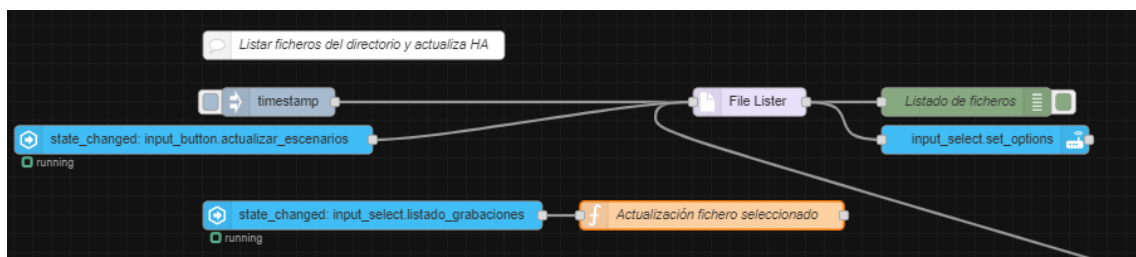 Listar ficheros del directorio y actualiza HA
timestamp
File Lister
Listado de ficheros
state_changed: input_button.actualizar_escenarios
input_select.set_options
running
state_changed: input_select.listado_grabaciones
Actualización fichero seleccionado
running